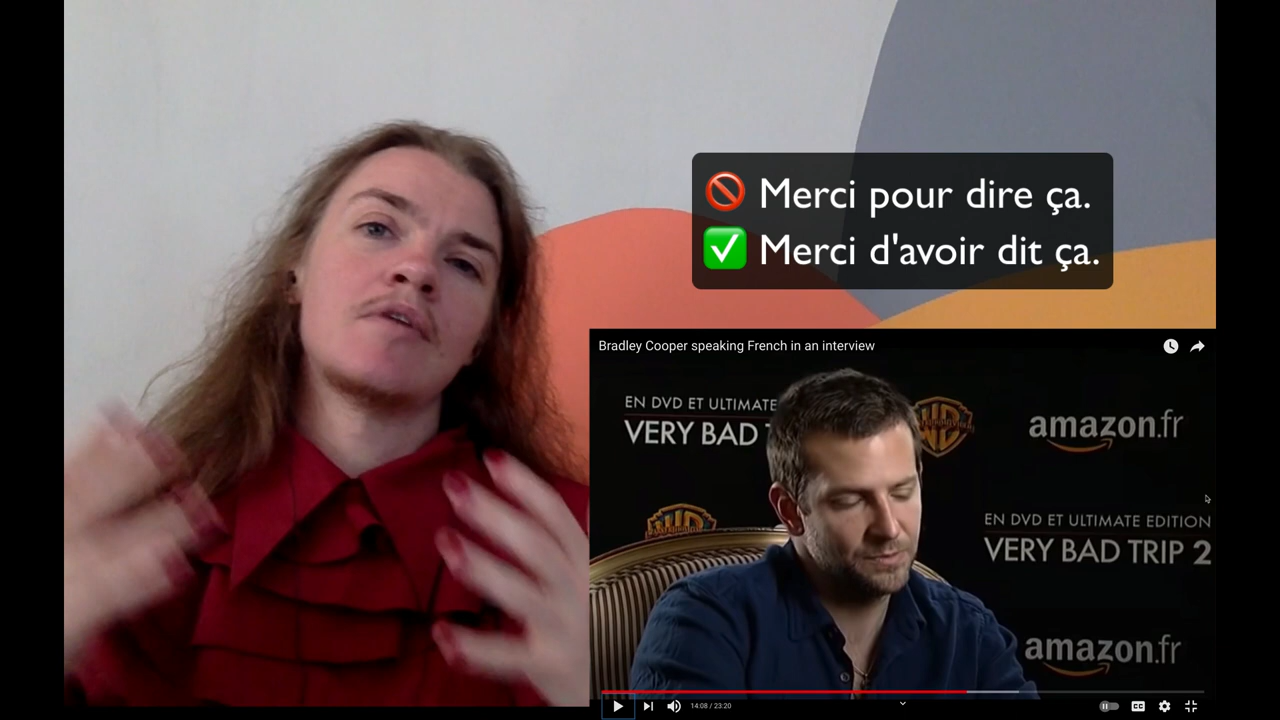 Merci pour dire ça.
Merci d'avoir dit ça.
Bradley Cooper speaking French in an interview
EN DVD ET ULTIMATE
VERY BAD T
amazon.fr
EN DVD ET ULTIMATE EDITION
VERY BAD TRIP 2
amazon.fr
14:08 / 23:20
CC